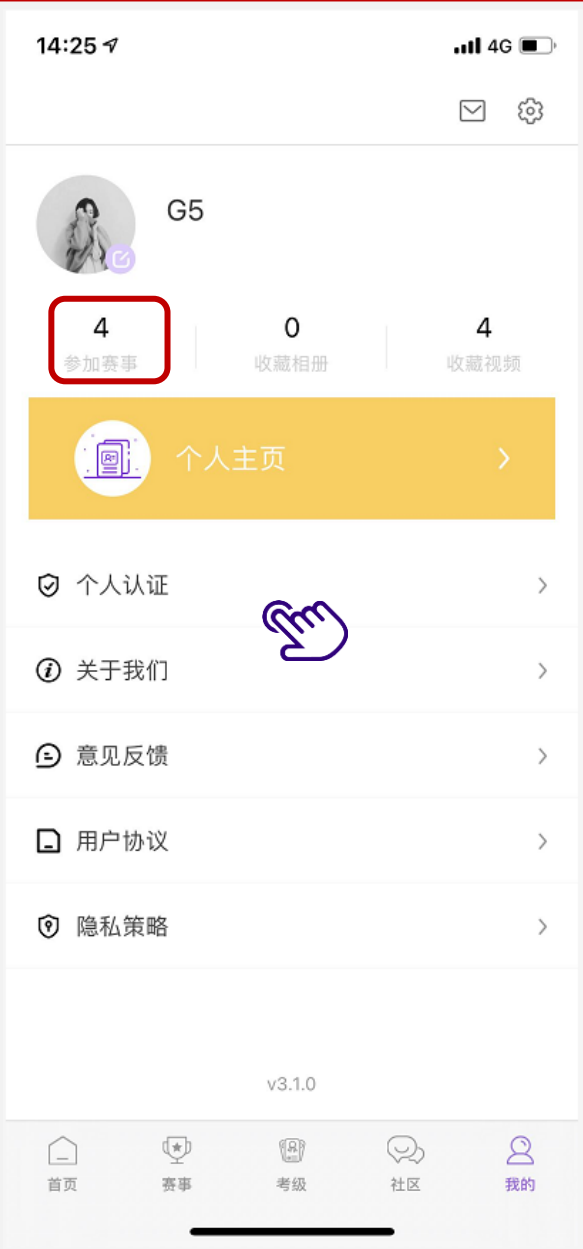 14:25 4G
G5
4 0 4
参加赛事 收藏相册 收藏视频
个人主页
个人认证
关于我们
意见反馈
用户协议
隐私策略
v3.1.0
首页 赛事 考级 社区 我的